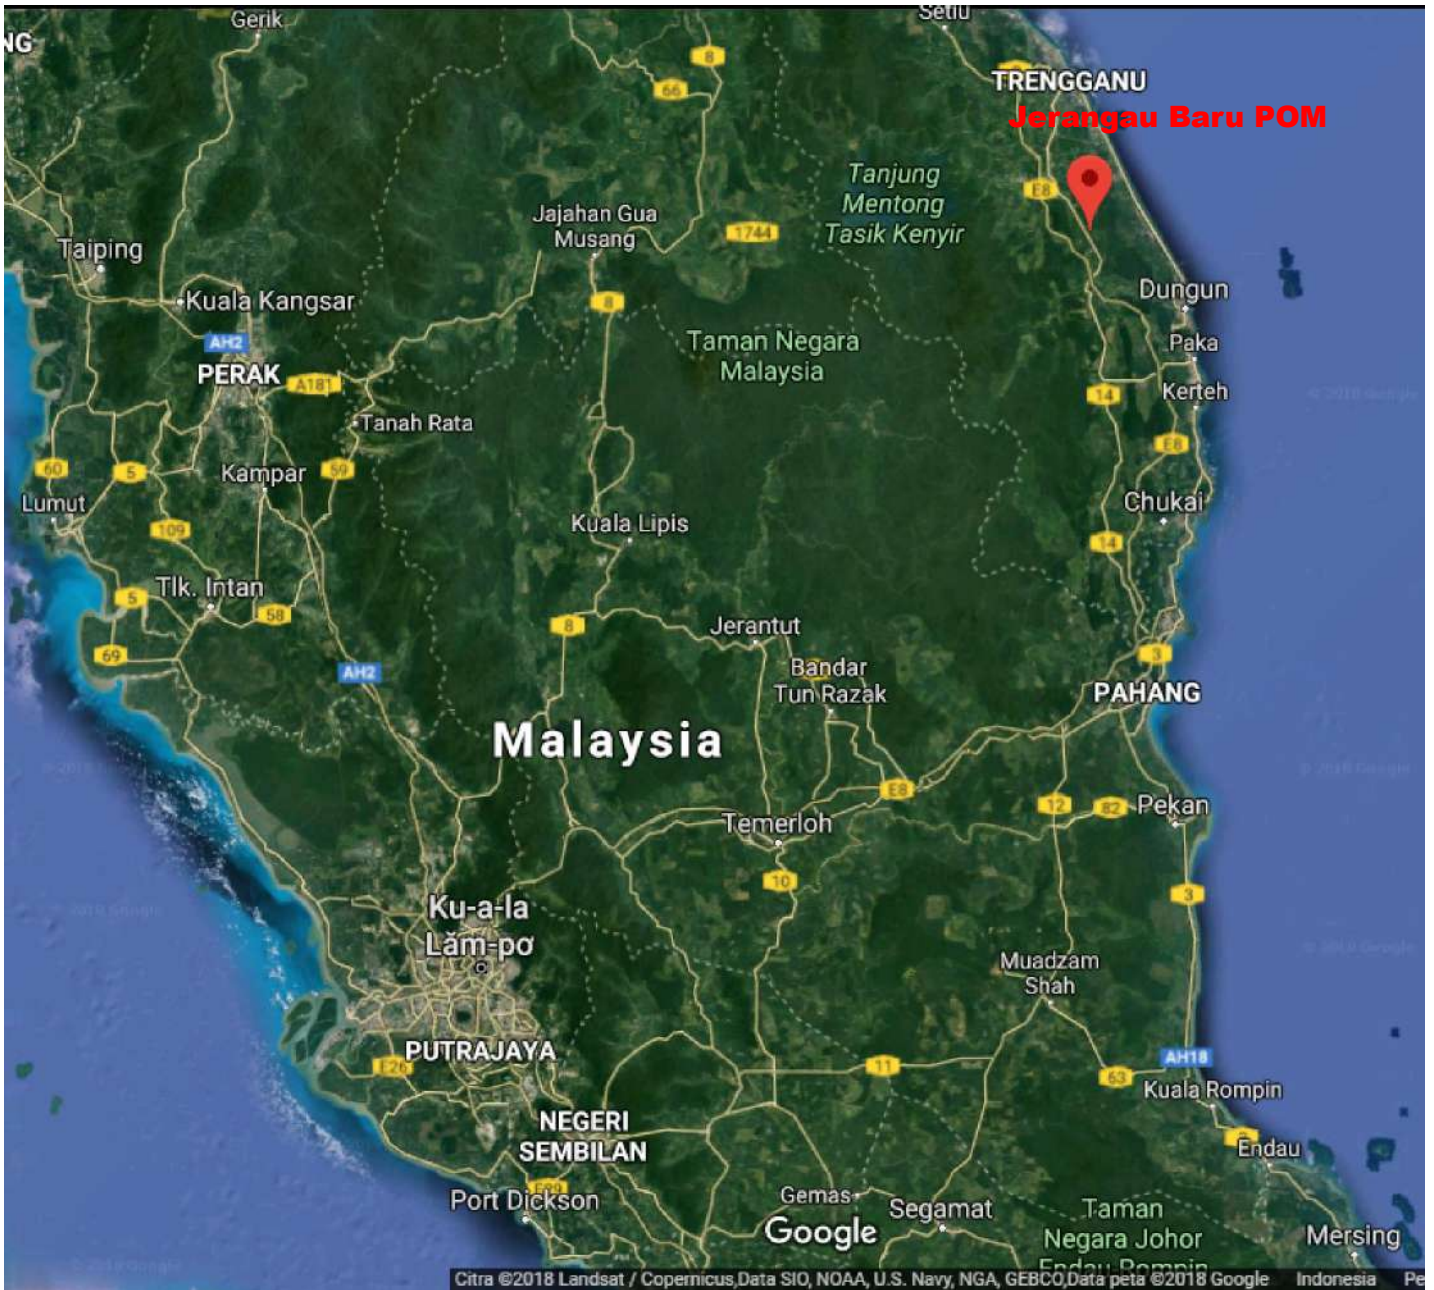 Setiu
Gerik
NG
8
TRENGGANU
66
Jerangau Baru POM
Tanjung
Mentong
Tasik Kenyir
E8
Jajahan Gua
Musang
1744
Taiping
Dungun
Kuala Kangsar
8
AH2
Taman Negara
Malaysia
Paka
PERAK
A181
14
Kerteh
Tanah Rata
E8
60
5
Kampar
59
Lumut
Chukai
109
Kuala Lipis
14
Tlk. Intan
5
58
8
Jerantut
69
3
AH2
Bandar
Tun Razak
PAHANG
Malaysia
E8
12
82
Pekan
Temerloh
10
3
Ku-a-la
Lăm-pơ
Muadzam
Shah
PUTRAJAYA
E26
11
AH18
63
Kuala Rompin
NEGERI
SEMBILAN
Endau
Port Dickson
Gemas
Segamat
Google
Taman
Negara Johor
Endau Rompin
Mersing
Citra ©2018 Landsat / Copernicus,Data SIO, NOAA, U.S. Navy, NGA, GEBCO,Data peta ©2018 Google Indonesia Pe